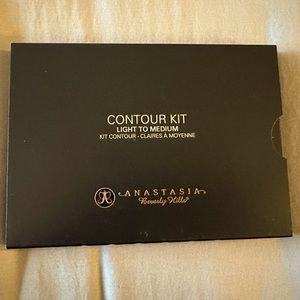 CONTOUR KIT
LIGHT TO MEDIUM
KIT CONTOUR - CLAIRES À MOYENNE
ANASTASIA
Beverly Hills®